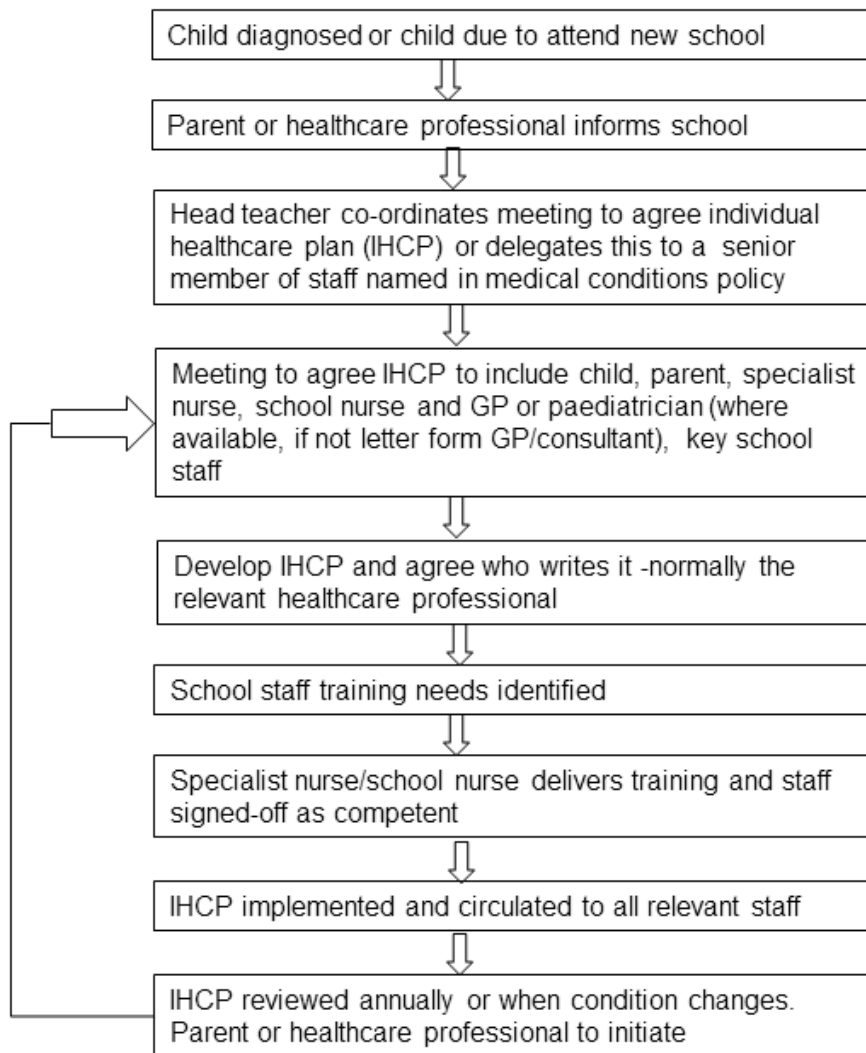 Child diagnosed or child due to attend new school
Parent or healthcare professional informs school
Head teacher co-ordinates meeting to agree individual
healthcare plan (IHCP) or delegates this to a senior
member of staff named in medical conditions policy
Meeting to agree IHCP to include child, parent, specialist
nurse, school nurse and GP or paediatrician (where
available, if not letter form GP/consultant), key school
staff
Develop IHCP and agree who writes it -normally the
relevant healthcare professional
School staff training needs identified
Specialist nurse/school nurse delivers training and staff
signed-off as competent
IHCP implemented and circulated to all relevant staff
IHCP reviewed annually or when condition changes.
Parent or healthcare professional to initiate